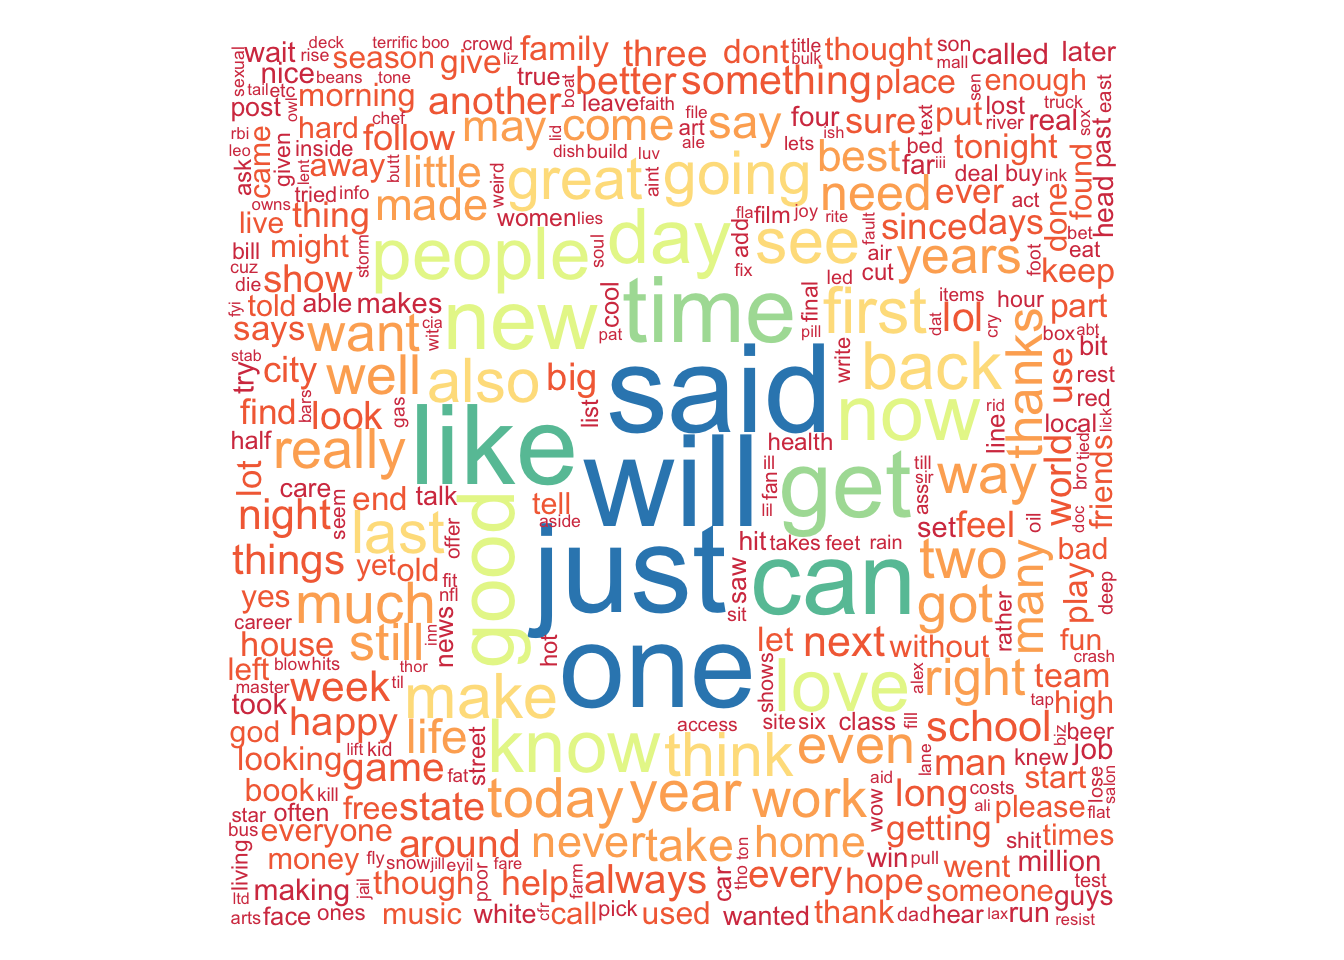 sexual wait deck terrific boo crowd family three dont title thought son called later
rise season give liz bulk mall
nice beans tone true better something place enough
tail etc morning another boat leave faith sen
post owl chef file four text put lost truck east
hard follow may come art say sure river real sox past
rbi inside lid ale lets ish bed
leo came given away butt little dish build luv best far iii tonight found head
ask lent weird great aint going deal buy ink
owns tried info need ever act done
live thing made women lies fla film joy rite since days bet
bill might storm people soul day add see fault air years foot eat
cuz show fix led cut keep
die
fyi told able makes new cool time final first items hour part
says want wit cia pat pill dat lol cry box abt
stab city well also big said write back thanks use bit
try rest
find bars look gas list rid red
half really like now line local lick
lot health world tied
care end talk will ill get till way bro friends
night seem last offer tell fan sir ass
aside lii set feel oil doc
things good just hit takes feet rain two bad
yet old fit saw can many play deep
yes much nfl sit got
career inn news rather
house still hot one let next without fun
left blow hits thor crash
master week til make shows love alex right team
took tap high
god happy access site six class fill school biz beer
looking lift kid life street know think even lane man knew job
game fat aid start lose
book kill today year work wow long costs salon
star often free state ali please flat
bus everyone around never take home getting shit times
money fly snow jill evil fare tho ton win pull went million
living jail though poor help farm always car every hope someone test
ltd making guys
arts face ones music white cfr call pick used wanted thank dad hear lax run resist